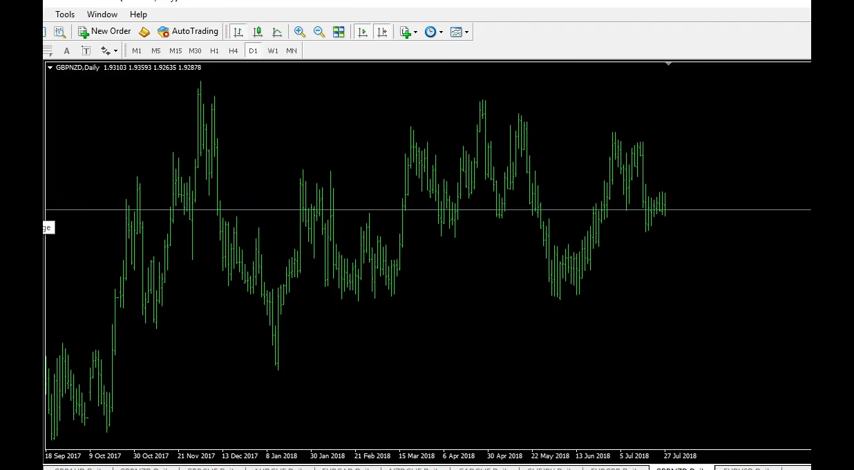 Tools Window Help
New Order AutoTrading
A T M1 M5 M15 M30 H1 H4 D1 W1 MN
GBPNZD,Daily 1.93103 1.93593 1.92635 1.92878
ge
18 Sep 2017 9 Oct 2017 30 Oct 2017 21 Nov 2017 13 Dec 2017 8 Jan 2018 30 Jan 2018 21 Feb 2018 15 Mar 2018 6 Apr 2018 30 Apr 2018 22 May 2018 13 Jun 2018 5 Jul 2018 27 Jul 2018